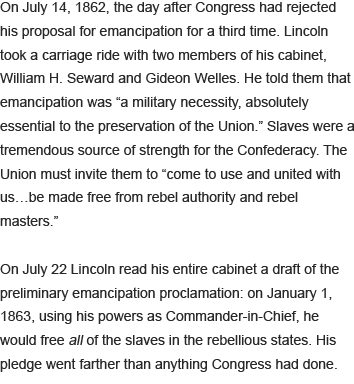 On July 14, 1862, the day after Congress had rejected
his proposal for emancipation for a third time. Lincoln
took a carriage ride with two members of his cabinet,
William H. Seward and Gideon Welles. He told them that
emancipation was “a military necessity, absolutely
essential to the preservation of the Union.” Slaves were a
tremendous source of strength for the Confederacy. The
Union must invite them to “come to use and united with
us…be made free from rebel authority and rebel
masters.”

On July 22 Lincoln read his entire cabinet a draft of the
preliminary emancipation proclamation: on January 1,
1863, using his powers as Commander-in-Chief, he
would free all of the slaves in the rebellious states. His
pledge went farther than anything Congress had done.